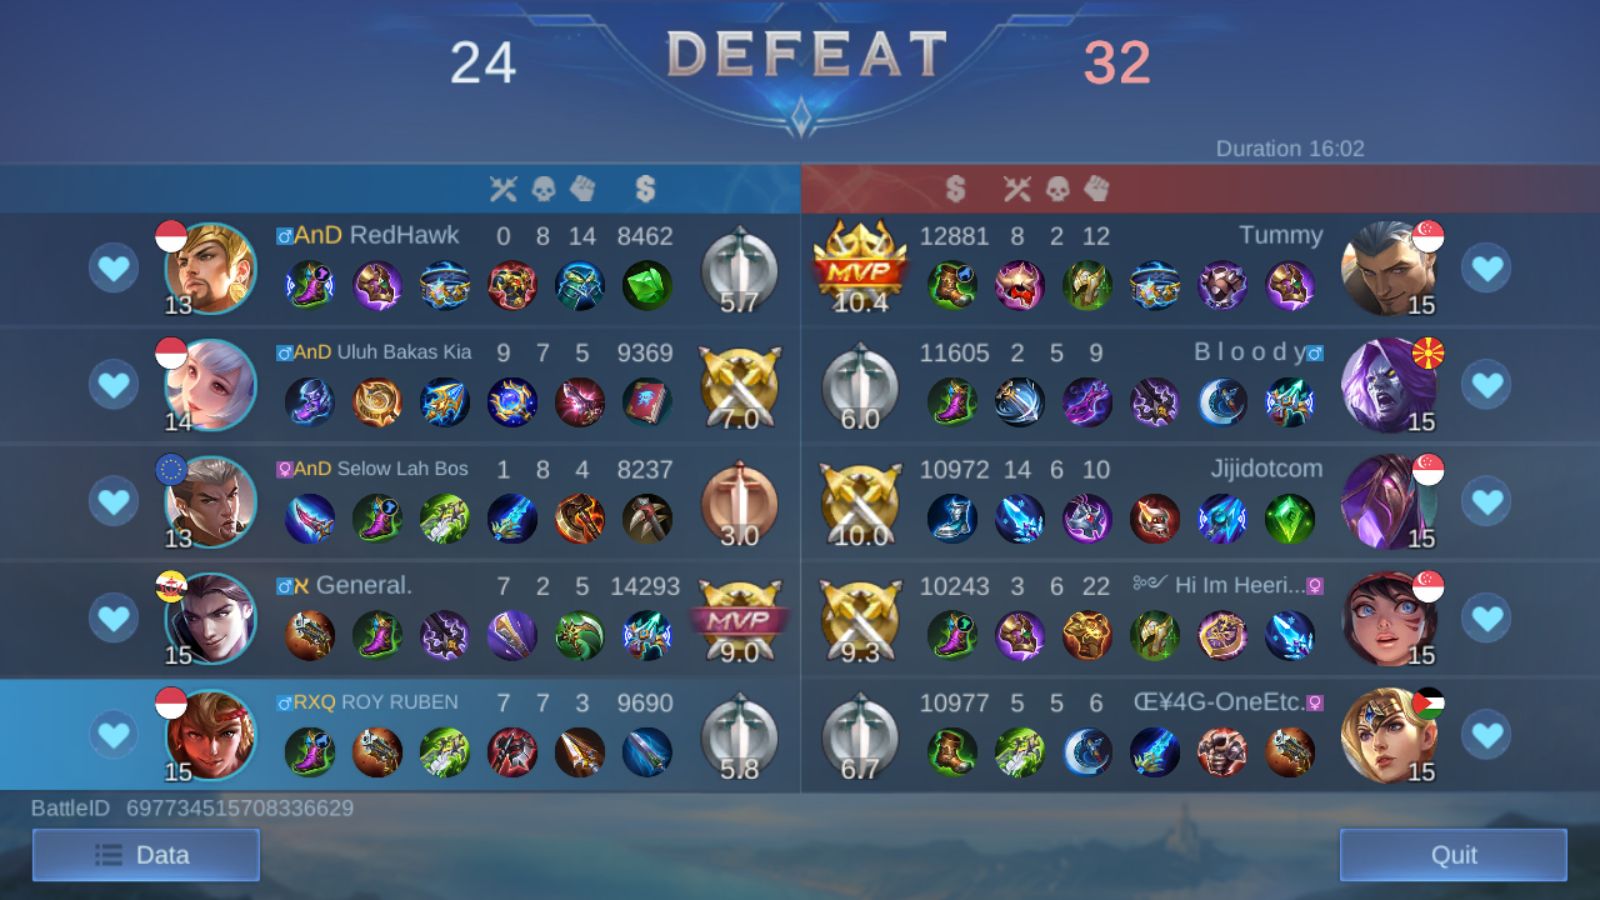 24 DEFEAT 32
Duration 16:02
AnD RedHawk 0 8 14 8462
13 5.7
MVP 12881 8 2 12 Tummy
10.4 15
AnD Uluh Bakas Kia 9 7 5 9369
14 7.0
11605 2 5 9 B l o o d y
6.0 15
AnD Selow Lah Bos 1 8 4 8237
13 3.0
10972 14 6 10 Jijidotcom
10.0 15
א General. 7 2 5 14293 MVP
15 9.0
10243 3 6 22 Hi Im Heeri...
9.3 15
RXQ ROY RUBEN 7 7 3 9690
15 5.8
10977 5 5 6 Œ¥4G-OneEtc.
6.7 15
BattleID 697734515708336629
Data
Quit